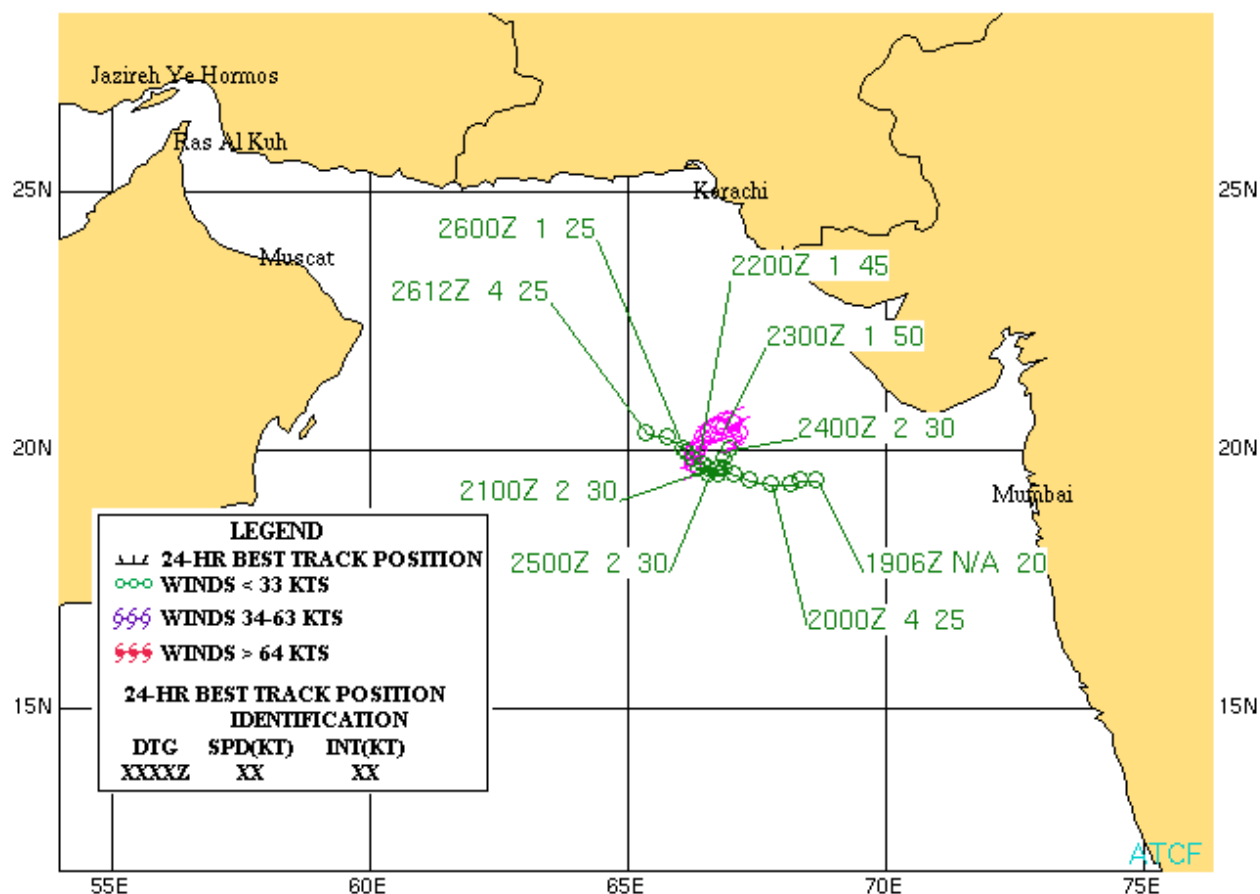 Jazireh Ye Hormos
Ras Al Kuh
25N
Karachi
25N
2600Z 1 25
Muscat
2200Z 1 45
2612Z 4 25
2300Z 1 50
20N
2400Z 2 30
20N
2100Z 2 30
Mumbai
2500Z 2 30
1906Z N/A 20
2000Z 4 25
LEGEND
24-HR BEST TRACK POSITION
WINDS < 33 KTS
WINDS 34-63 KTS
WINDS > 64 KTS
24-HR BEST TRACK POSITION
IDENTIFICATION
DTG SPD(KT) INT(KT)
XXXXZ XX XX
15N
15N
ATCF
55E 60E 65E 70E 75E